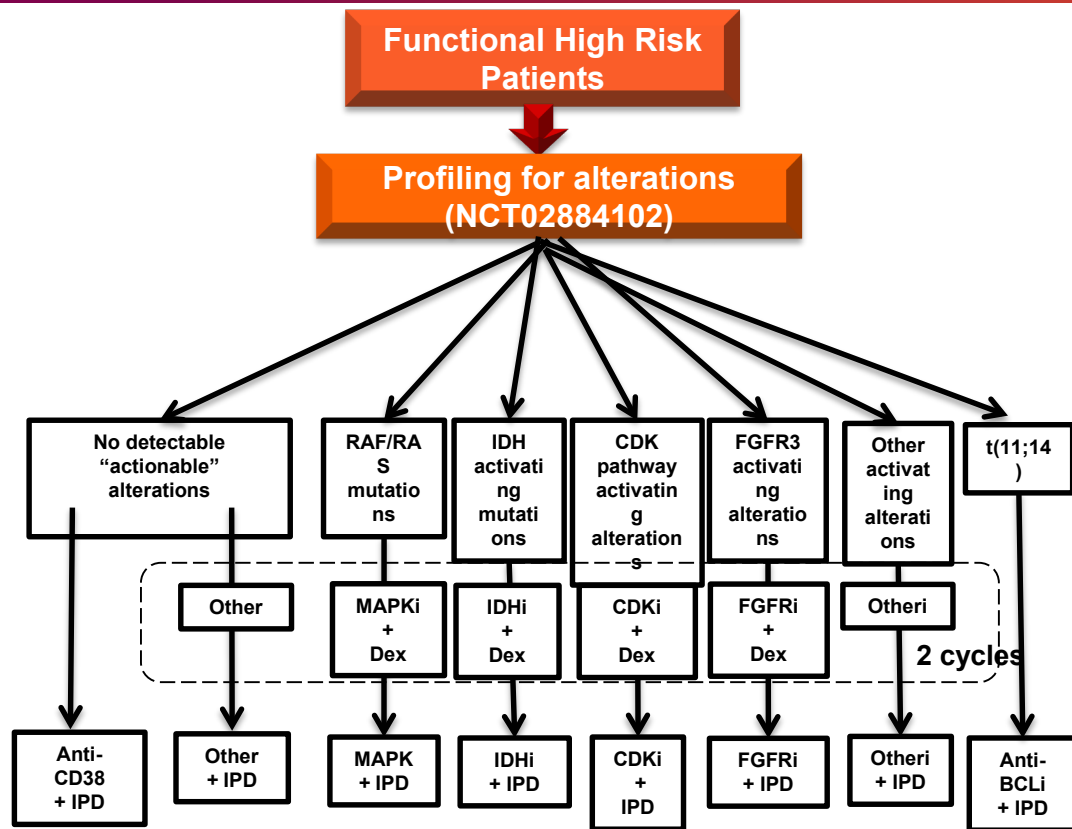 Functional High Risk
Patients
Profiling for alterations
(NCT02884102)
No detectable
“actionable”
alterations
RAF/RA
S
mutatio
ns
IDH
activati
ng
mutati
ons
CDK
pathway
activatin
g
alteration
s
FGFR3
activati
ng
alteratio
ns
Other
activat
ing
alterati
ons
t(11;14
)
Other
MAPKi
+
Dex
IDHi
+
Dex
CDKi
+
Dex
FGFRi
+
Dex
Otheri
2 cycles
Anti-
CD38
+ IPD
Other
+ IPD
MAPK
+ IPD
IDHi
+ IPD
CDKi
+
IPD
FGFRi
+ IPD
Otheri
+ IPD
Anti-
BCLi
+ IPD